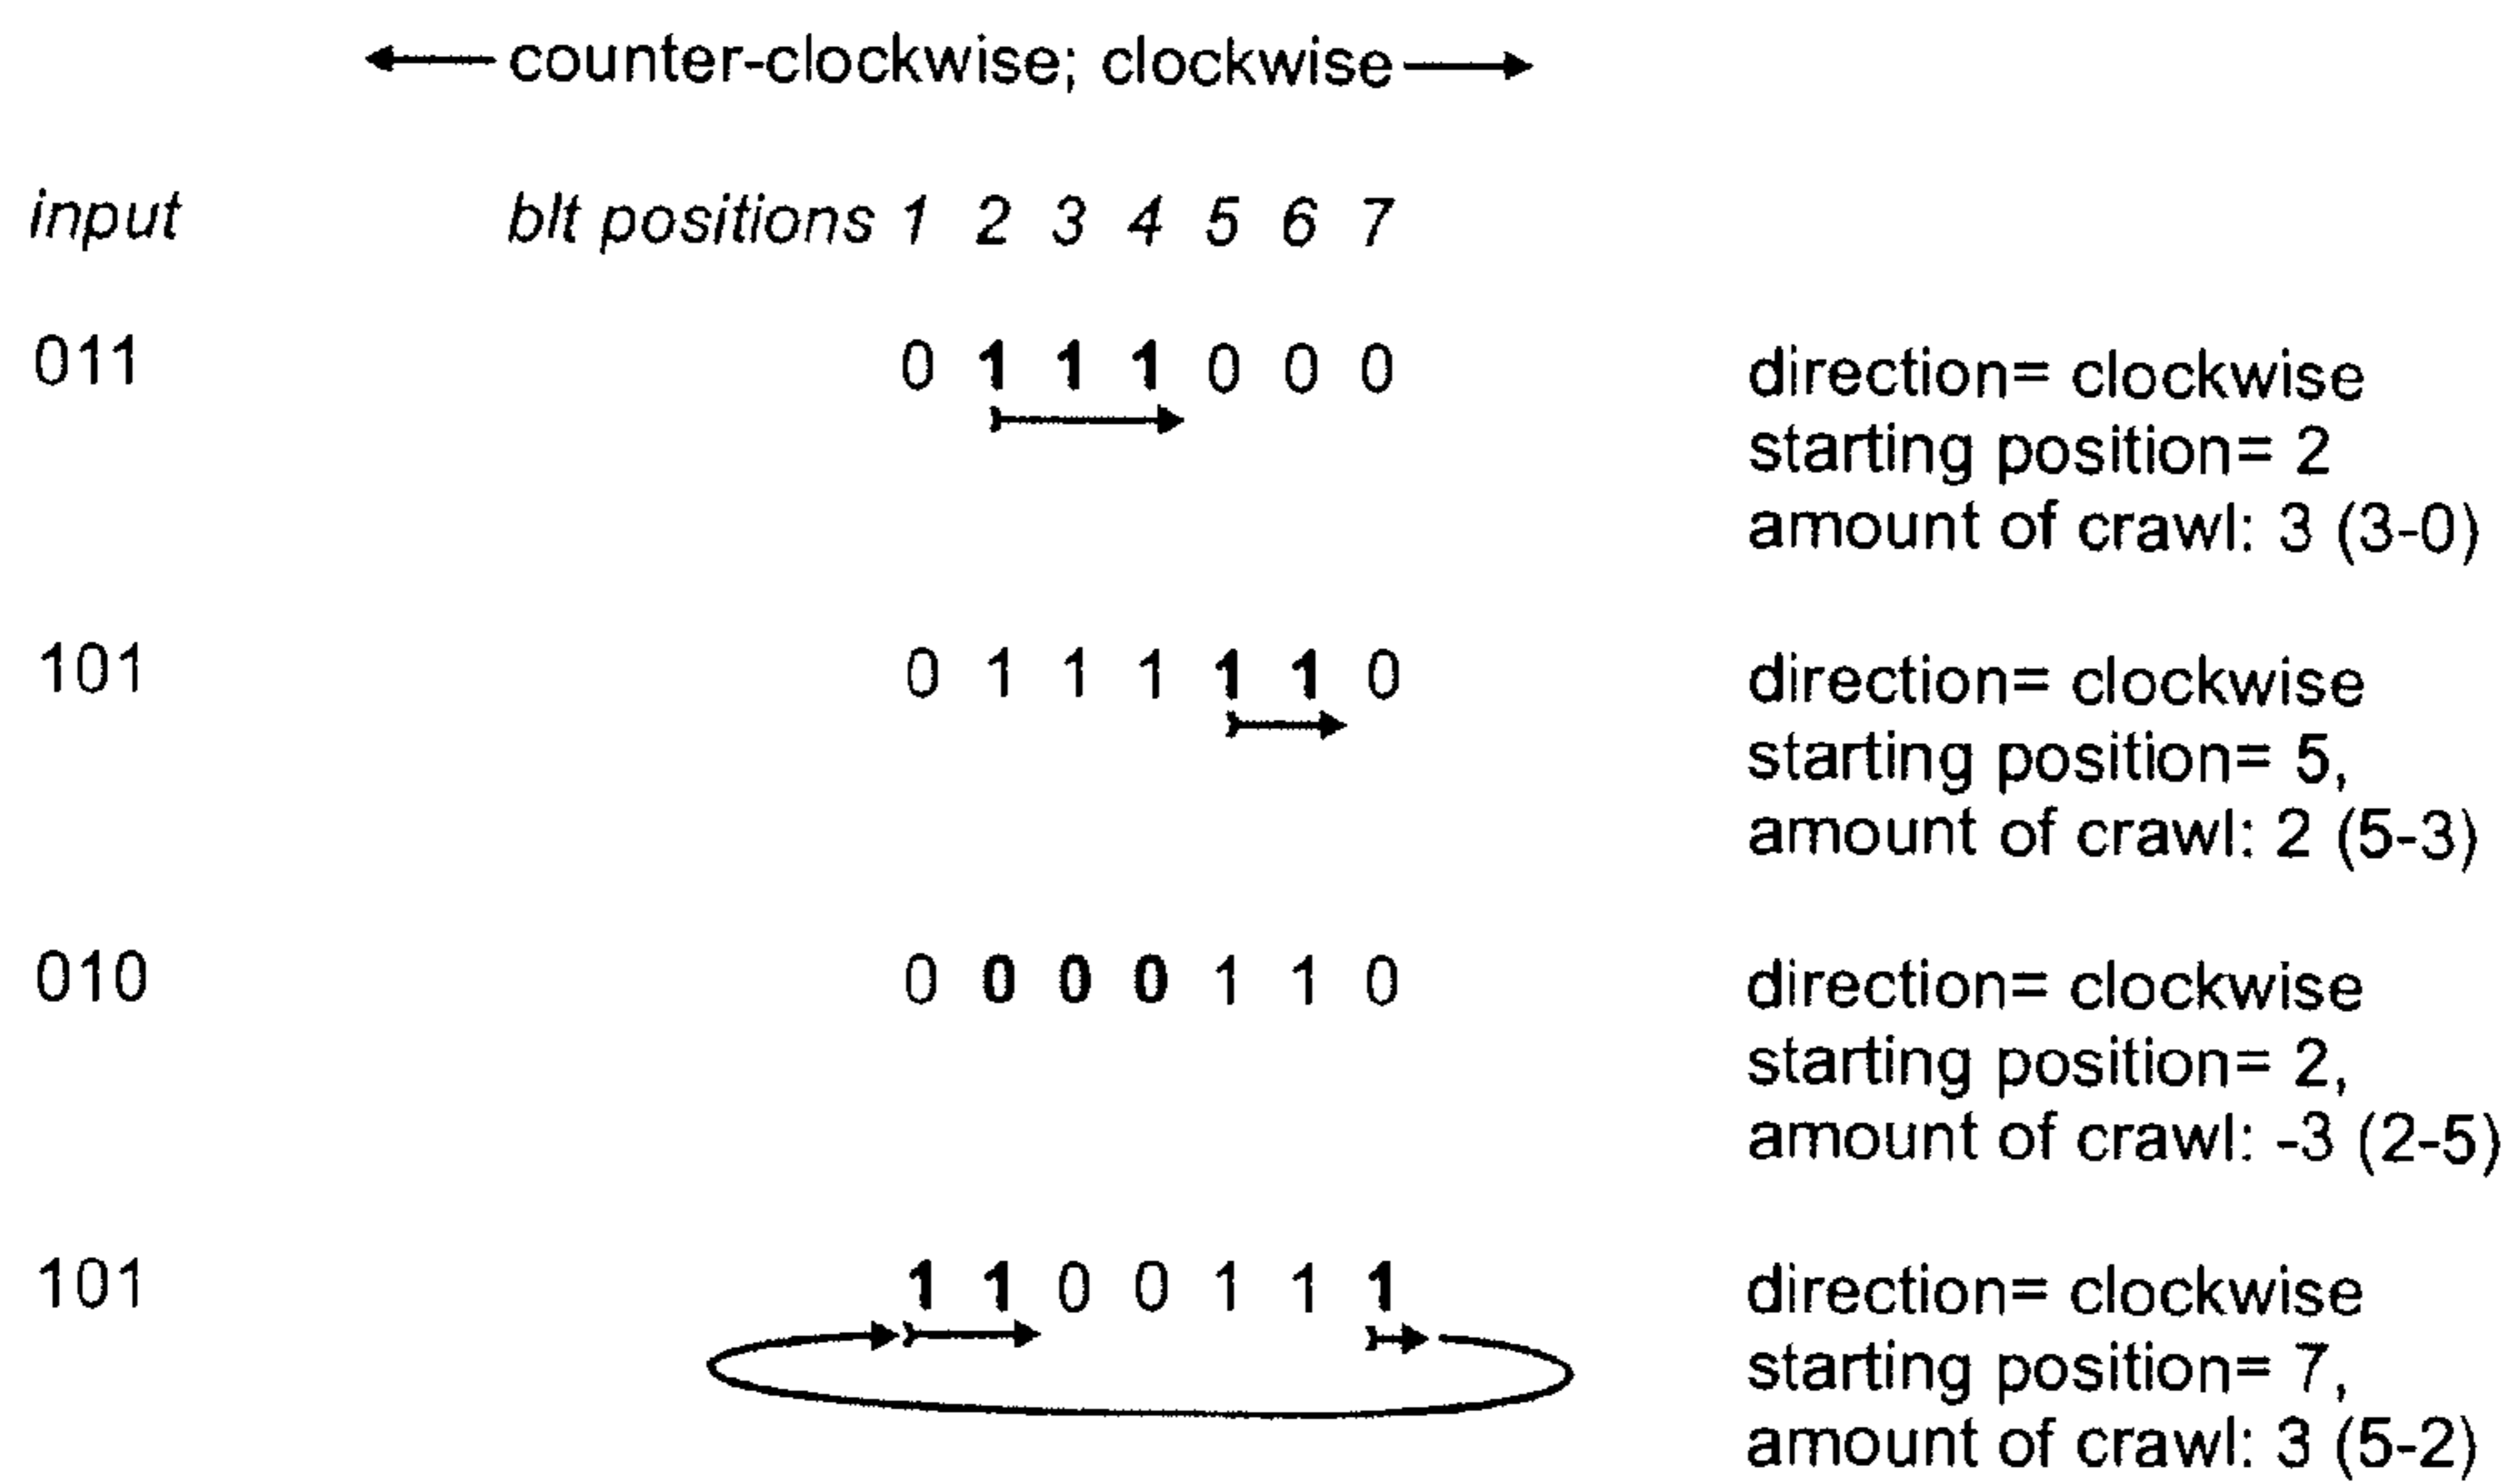 counter-clockwise; clockwise
input bIt positions 1 2 3 4 5 6 7
011 0 1 1 1 0 0 0 direction= clockwise
starting position= 2
amount of crawl: 3 (3-0)
101 0 1 1 1 1 1 0 direction= clockwise
starting position= 5,
amount of crawl: 2 (5-3)
010 0 0 0 0 1 1 0 direction= clockwise
starting position= 2,
amount of crawl: -3 (2-5)
101 1 1 0 0 1 1 1 direction= clockwise
starting position= 7,
amount of crawl: 3 (5-2)